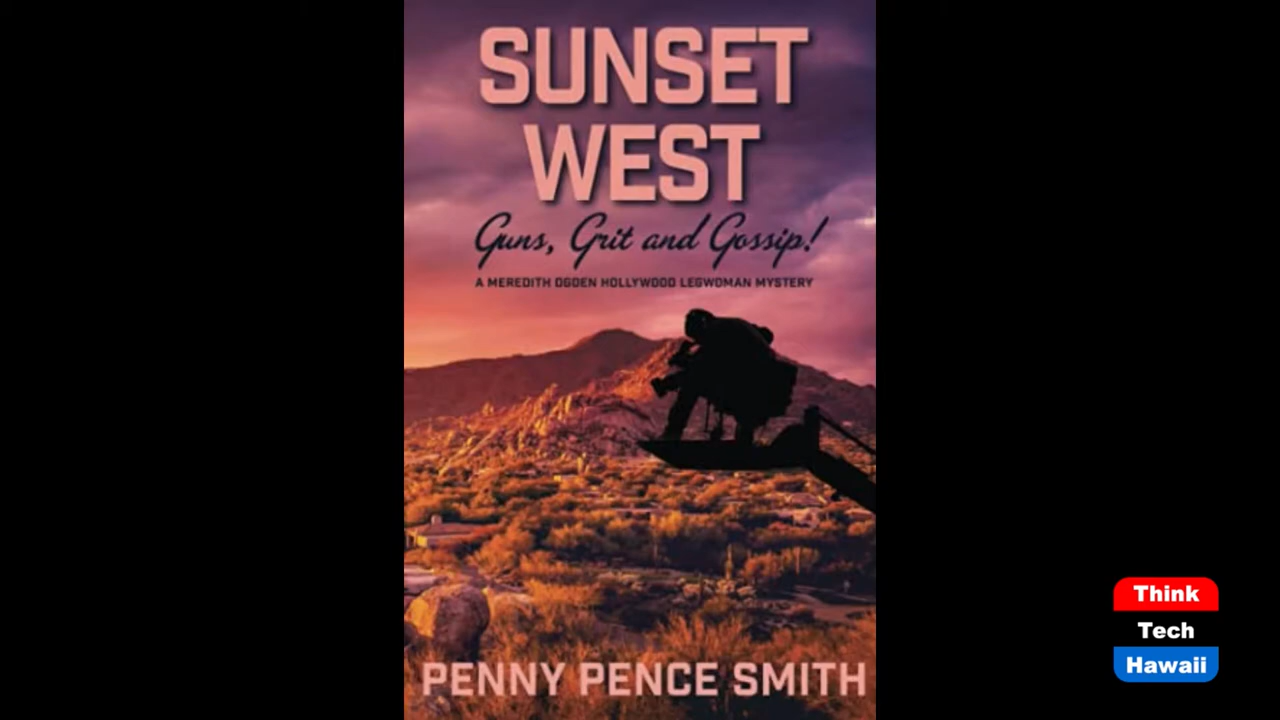 SUNSET
WEST
Guns, Grit and Gossip!
A MEREDITH OGDEN HOLLYWOOD LEGWOMAN MYSTERY
PENNY PENCE SMITH
Think
Tech
Hawaii